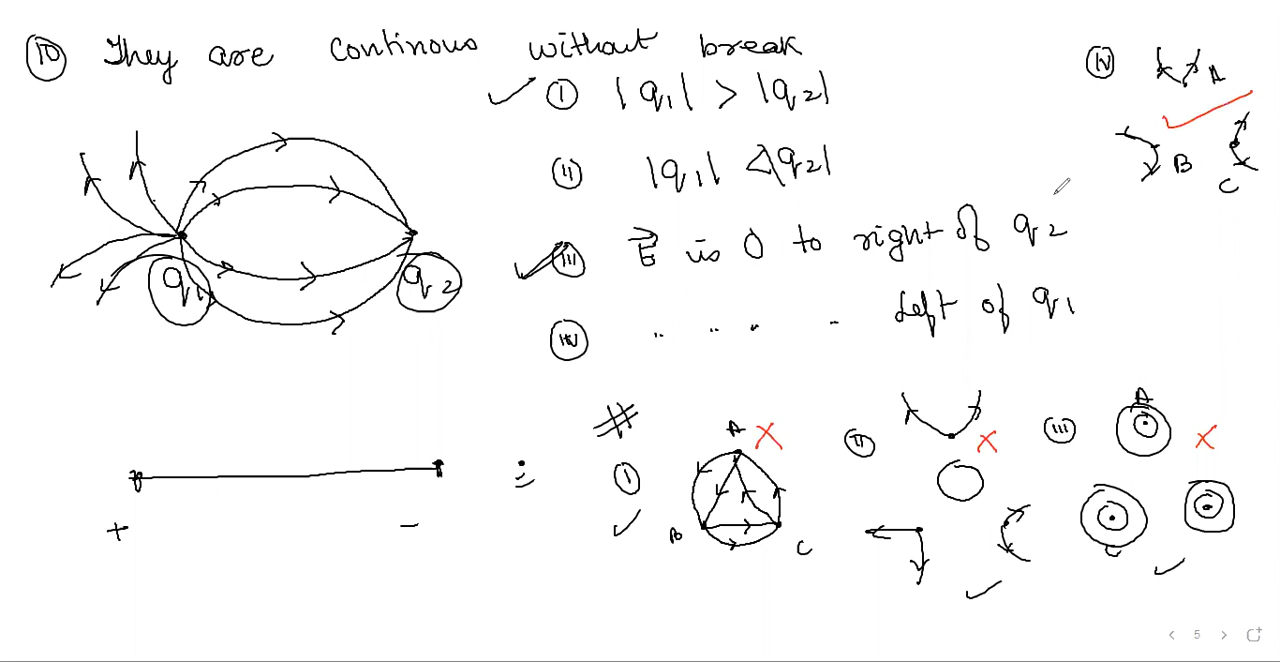 10 They are continous without break
I |q1| > |q2|
II |q1| < |q2|
III E is 0 to right of q2
IV " " " " Left of q1
q1 q2
+ -
#
I A B C
II
III A C
IV A B C
5